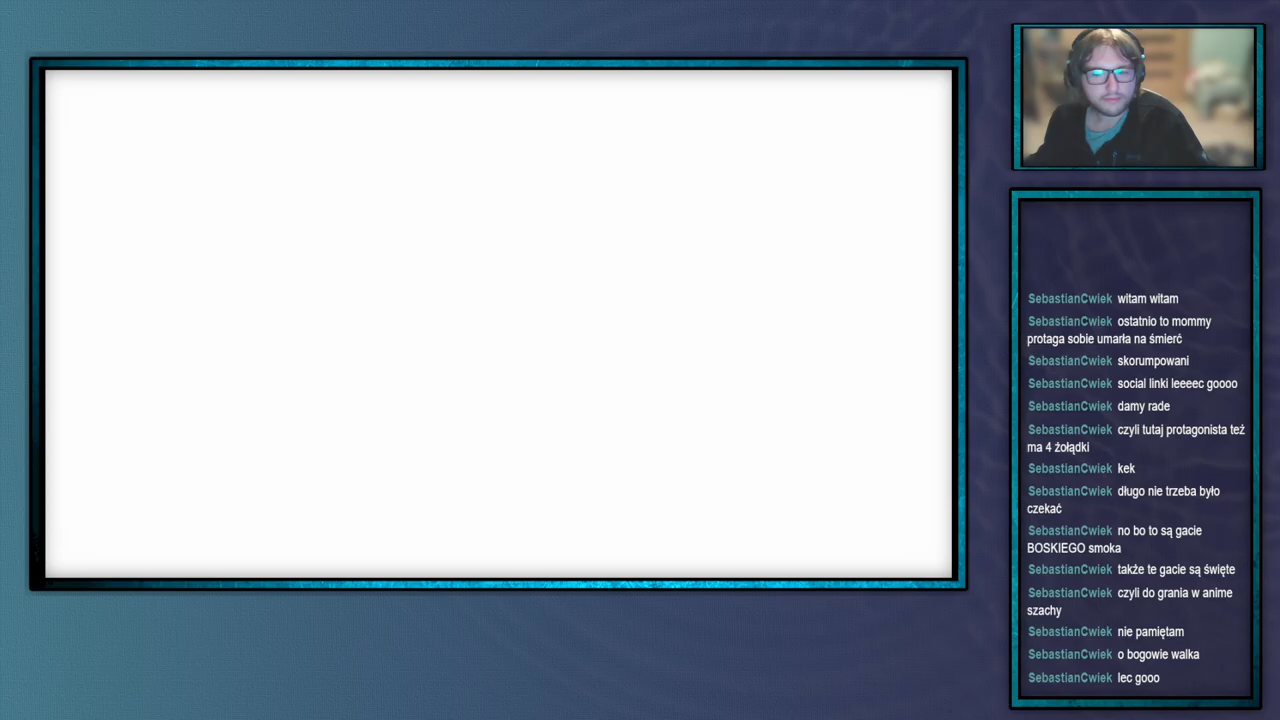 SebastianCwiek witam witam
SebastianCwiek ostatnio to mommy
protaga sobie umarła na śmierć
SebastianCwiek skorumpowani
SebastianCwiek social linki leeeec goooo
SebastianCwiek damy rade
SebastianCwiek czyli tutaj protagonista też
ma 4 żołądki
SebastianCwiek kek
SebastianCwiek długo nie trzeba było
czekać
SebastianCwiek no bo to są gacie
BOSKIEGO smoka
SebastianCwiek także te gacie są święte
SebastianCwiek czyli do grania w anime
szachy
SebastianCwiek nie pamiętam
SebastianCwiek o bogowie walka
SebastianCwiek lec gooo